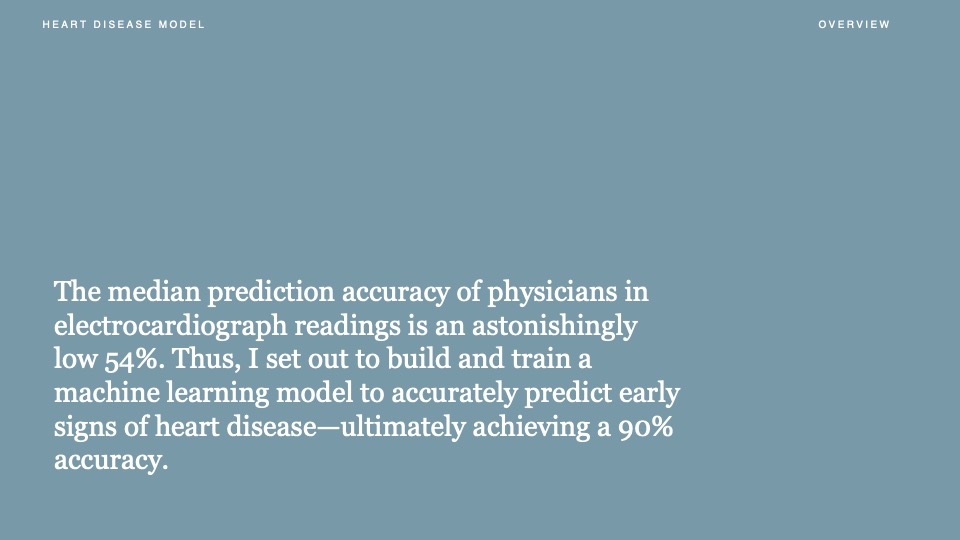 HEART DISEASE MODEL
OVERVIEW
The median prediction accuracy of physicians in
electrocardiograph readings is an astonishingly
low 54%. Thus, I set out to build and train a
machine learning model to accurately predict early
signs of heart disease—ultimately achieving a 90%
accuracy.